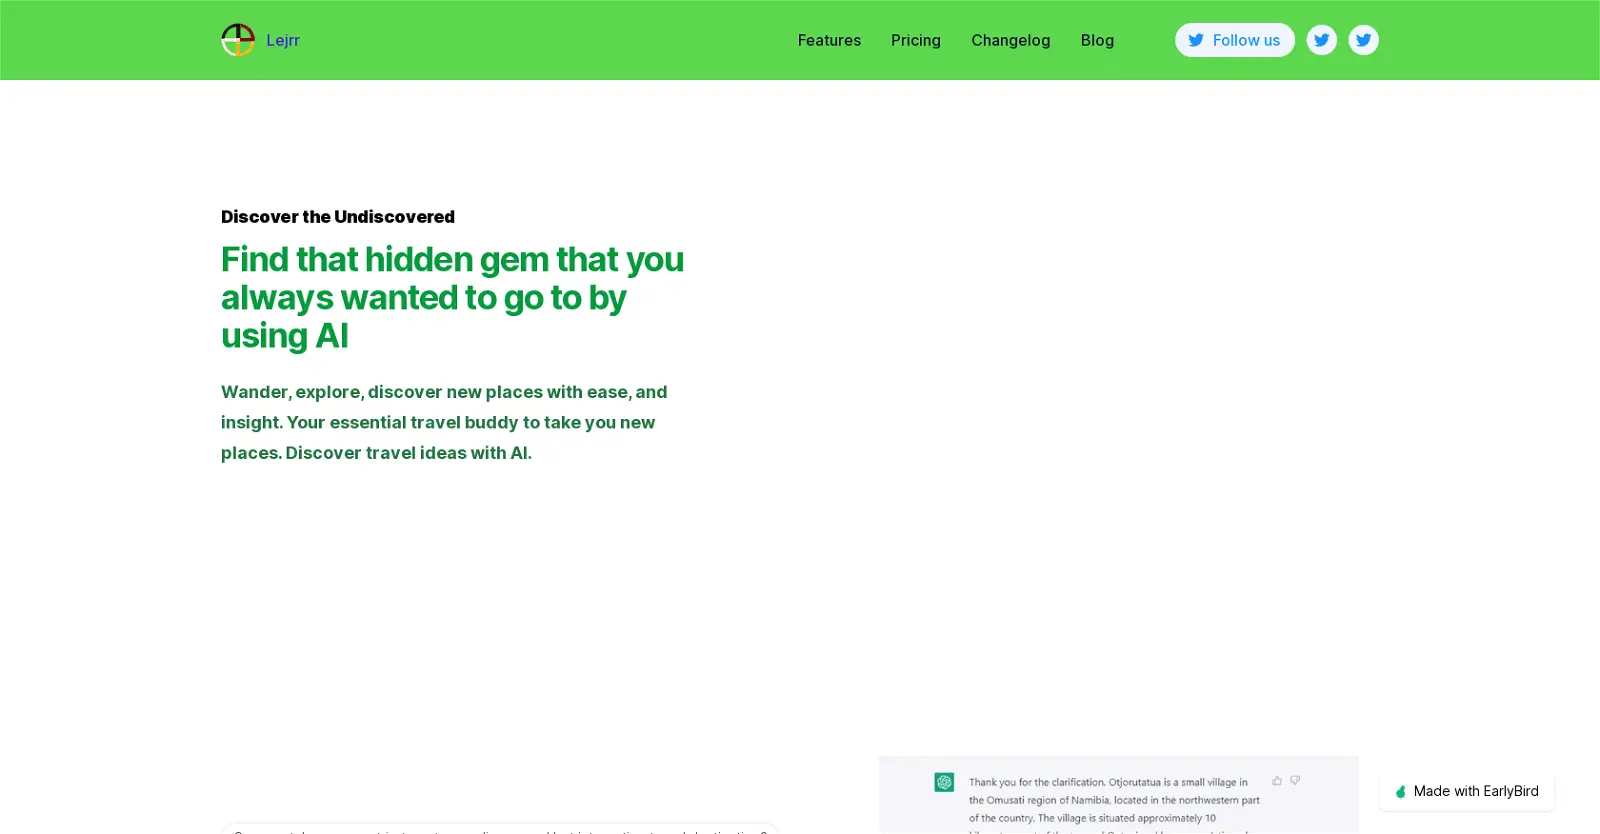 Lejrr
Features
Pricing
Changelog
Blog
Follow us
Discover the Undiscovered
Find that hidden gem that you
always wanted to go to by
using AI
Wander, explore, discover new places with ease, and
insight. Your essential travel buddy to take you new
places. Discover travel ideas with AI.
Thank you for the clarification. Otjorutatua is a small village in
the Omusati region of Namibia, located in the northwestern part
of the country. The village is situated approximately 10
Made with EarlyBird